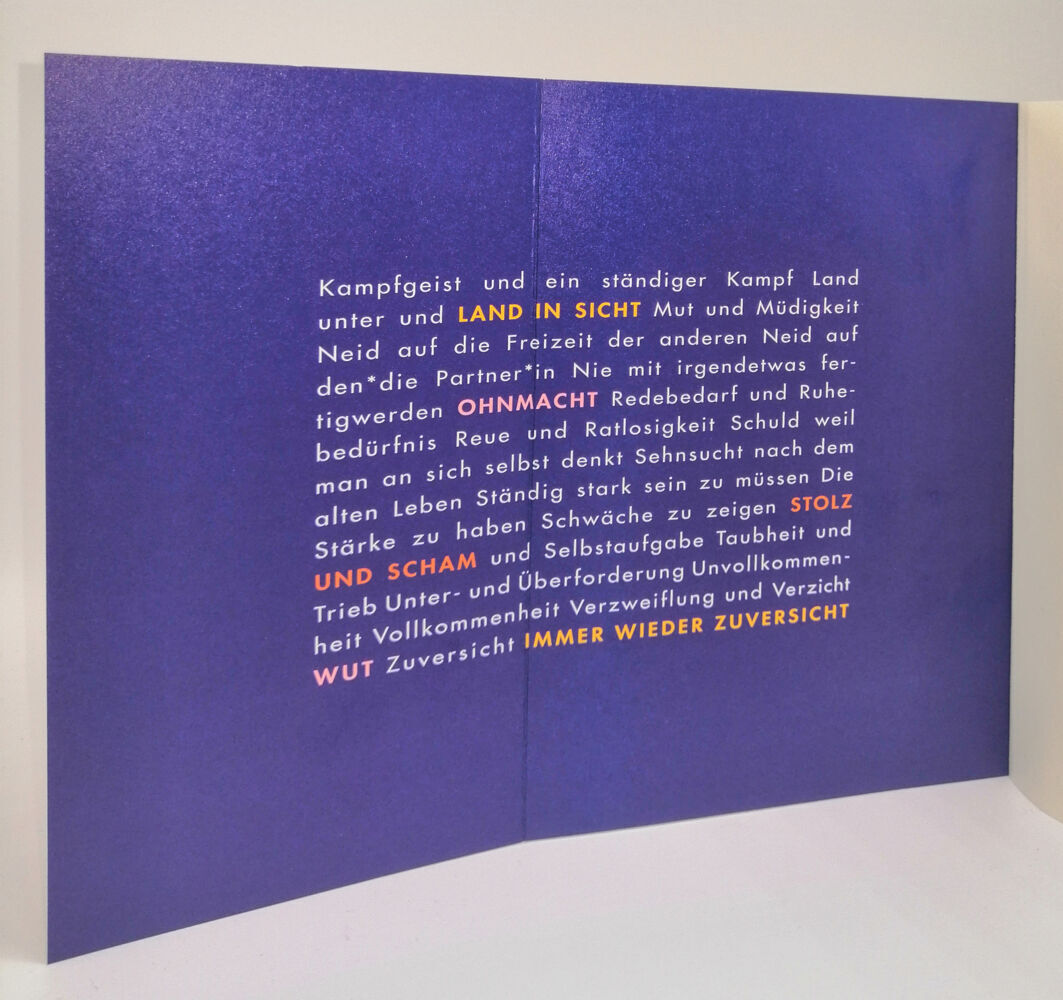 Kampfgeist und ein ständiger Kampf Land
unter und LAND IN SICHT Mut und Müdigkeit
Neid auf die Freizeit der anderen Neid auf
den*die Partner*in Nie mit irgendetwas fer-
tigwerden OHNMACHT Redebedarf und Ruhe-
bedürfnis Reue und Ratlosigkeit Schuld weil
man an sich selbst denkt Sehnsucht nach dem
alten Leben Ständig stark sein zu müssen Die
Stärke zu haben Schwäche zu zeigen STOLZ
UND SCHAM und Selbstaufgabe Taubheit und
Trieb Unter- und Überforderung Unvollkommen-
heit Vollkommenheit Verzweiflung und Verzicht
WUT Zuversicht IMMER WIEDER ZUVERSICHT